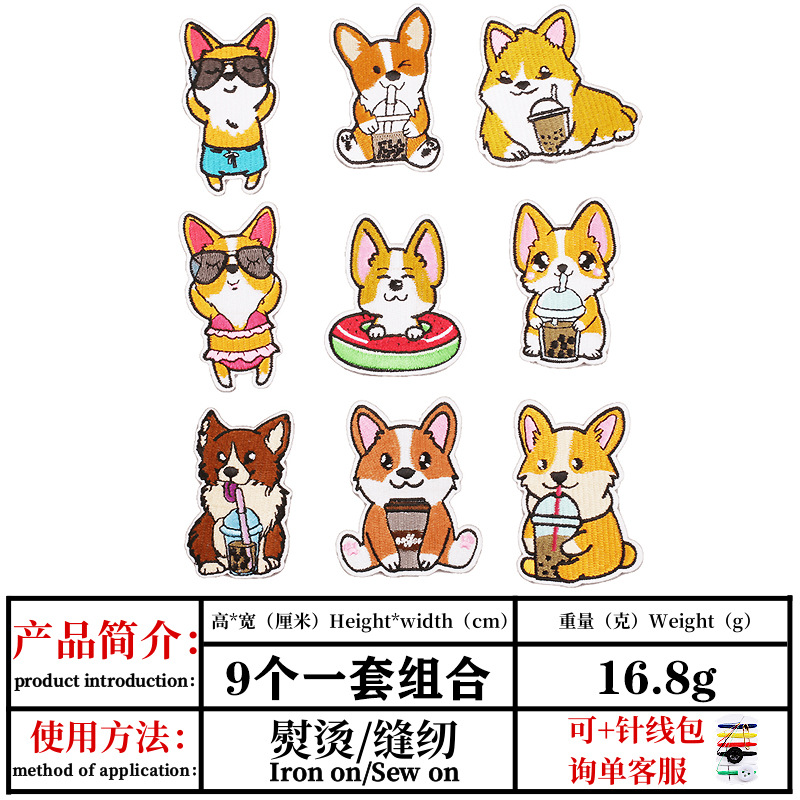 coffee
产品简介：
product introduction:
高*宽（厘米）Height*width（cm）
重量（克）Weight（g）
9个一套组合
16.8g
使用方法：
method of application:
熨烫/缝纫
Iron on/Sew on
可+针线包
询单客服